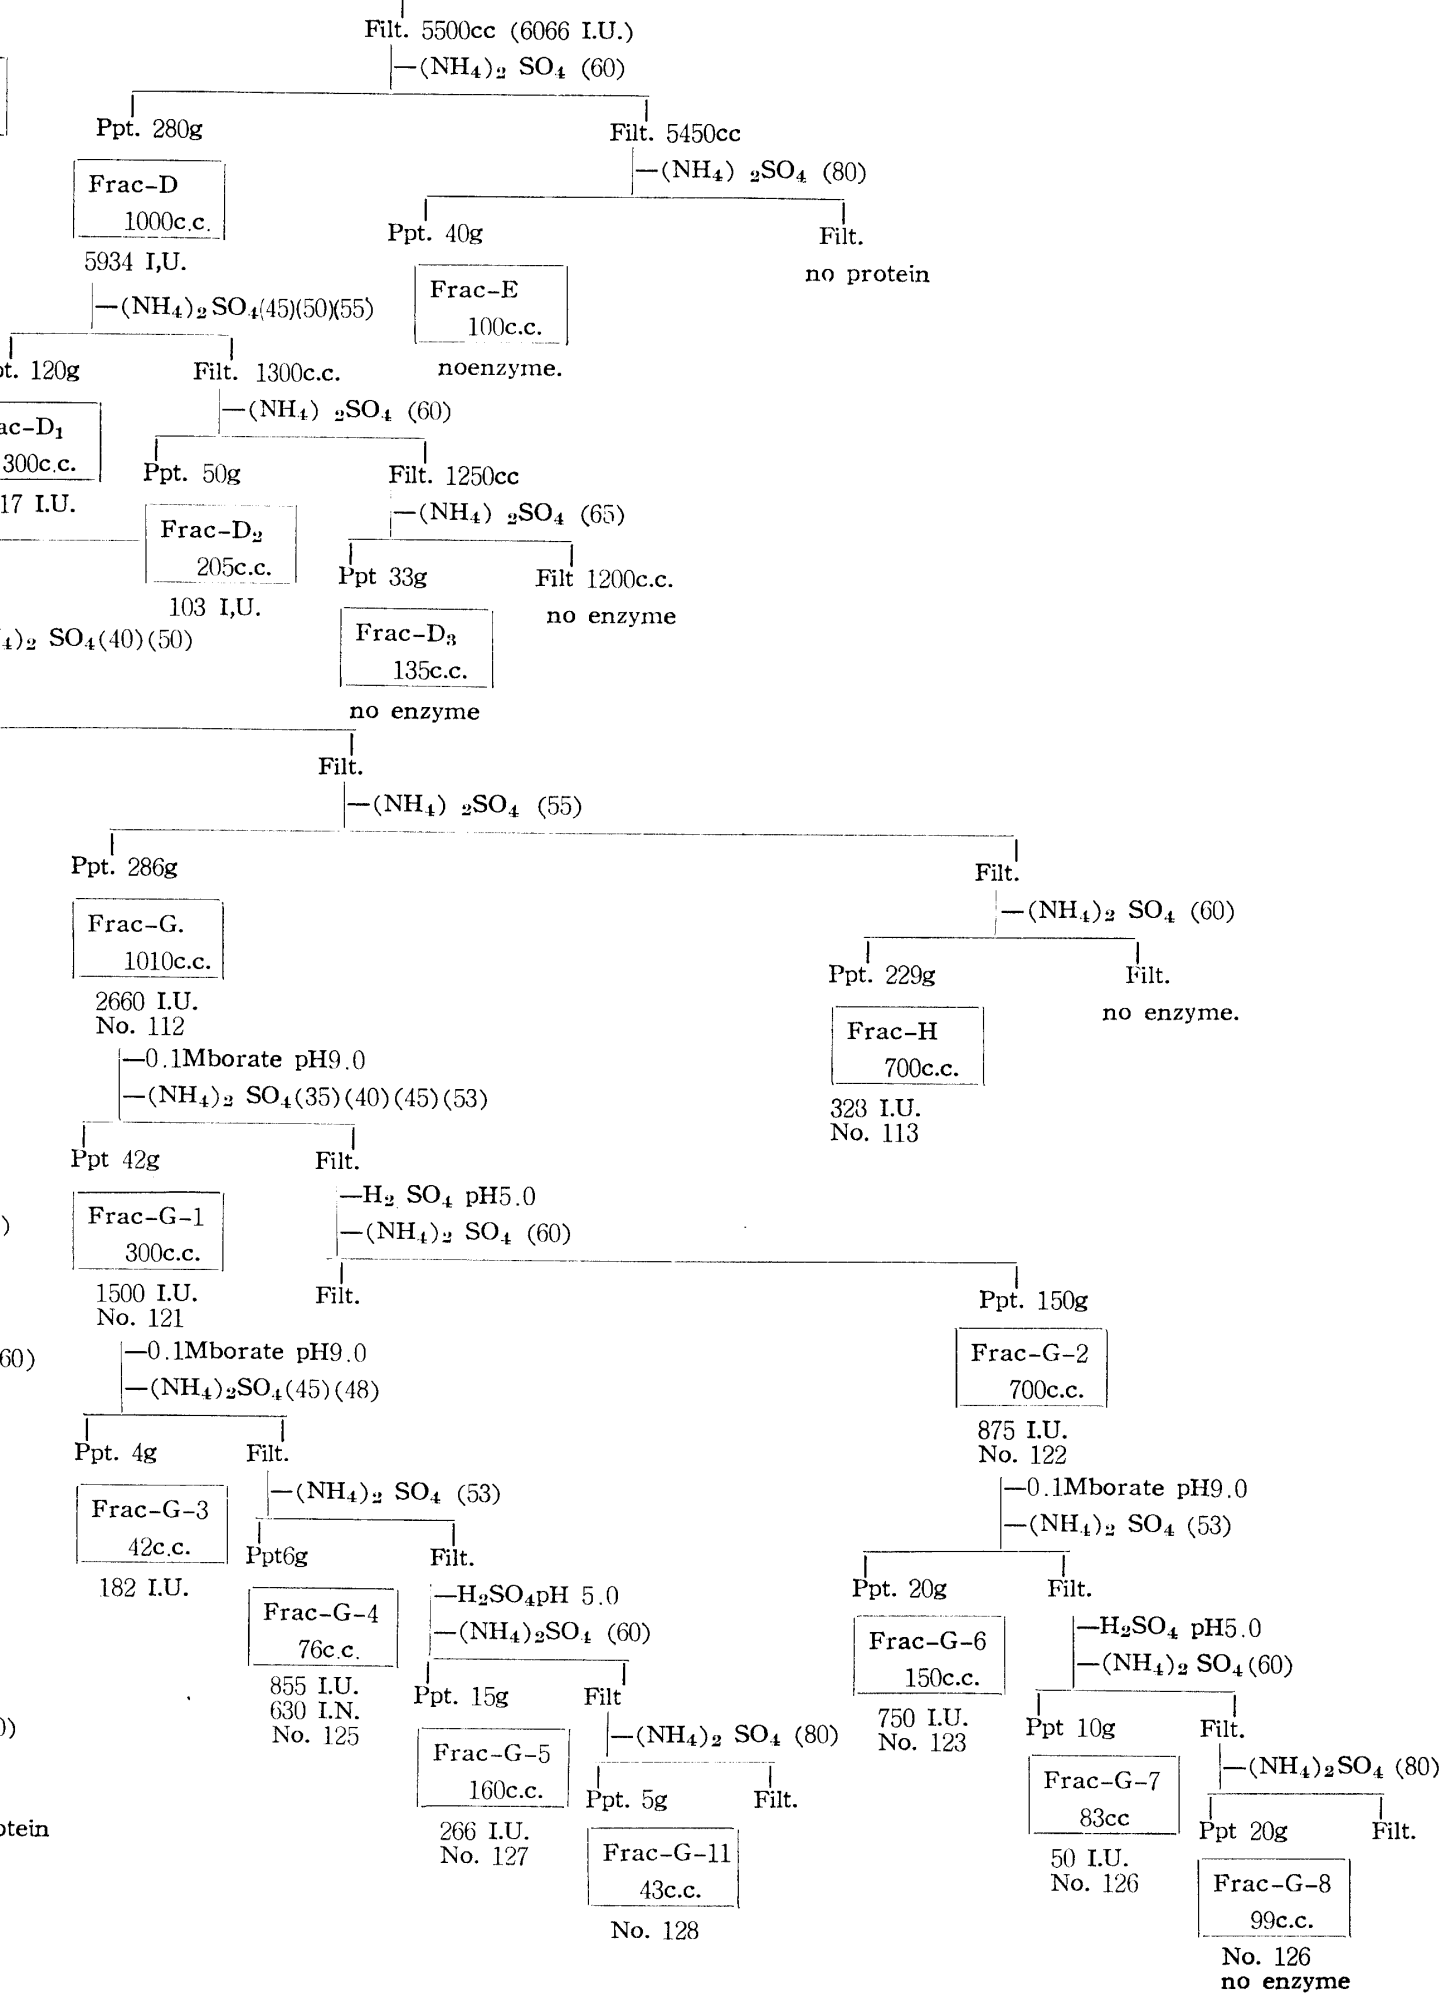 Filt. 5500cc (6066 I.U.)
(NH₄)₂ SO₄ (60)
Ppt. 280g
Filt. 5450cc
(NH₄) ₂SO₄ (80)
Frac-D
1000c.c.
5934 I,U.
Ppt. 40g
Filt.
no protein
Frac-E
100c.c.
noenzyme.
(NH₄)₂SO₄(45)(50)(55)
pt. 120g
Filt. 1300c.c.
(NH₄) ₂SO₄ (60)
ac-D₁
300c.c.
17 I.U.
Ppt. 50g
Filt. 1250cc
(NH₄) ₂SO₄ (65)
Frac-D₂
205c.c.
103 I,U.
Ppt 33g
Filt 1200c.c.
no enzyme
₄)₂ SO₄(40)(50)
Frac-D₃
135c.c.
no enzyme
Filt.
(NH₄) ₂SO₄ (55)
Ppt. 286g
Filt.
Frac-G.
1010c.c.
2660 I.U.
No. 112
(NH₄)₂ SO₄ (60)
Ppt. 229g
Filt.
no enzyme.
Frac-H
700c.c.
328 I.U.
No. 113
0.1Mborate pH9.0
(NH₄)₂ SO₄(35)(40)(45)(53)
Ppt 42g
Filt.
H₂ SO₄ pH5.0
(NH₄)₂ SO₄ (60)
)
Frac-G-1
300c.c.
1500 I.U.
No. 121
Filt.
Ppt. 150g
0.1Mborate pH9.0
60)
(NH₄)₂SO₄(45)(48)
Frac-G-2
700c.c.
875 I.U.
No. 122
Ppt. 4g
Filt.
(NH₄)₂ SO₄ (53)
0.1Mborate pH9.0
(NH₄)₂ SO₄ (53)
Frac-G-3
42c.c.
182 I.U.
Ppt6g
Filt.
H₂SO₄pH 5.0
(NH₄)₂SO₄ (60)
Ppt. 20g
Filt.
H₂SO₄ pH5.0
(NH₄)₂ SO₄(60)
Frac-G-4
76c.c.
855 I.U.
630 I.N.
No. 125
Frac-G-6
150c.c.
750 I.U.
No. 123
Ppt. 15g
Filt
(NH₄)₂ SO₄ (80)
Ppt 10g
Filt.
(NH₄)₂SO₄ (80)
0)
Frac-G-5
160c.c.
266 I.U.
No. 127
Ppt. 5g
Filt.
Frac-G-7
83cc
50 I.U.
No. 126
Ppt 20g
Filt.
otein
Frac-G-11
43c.c.
No. 128
Frac-G-8
99c.c.
No. 126
no enzyme